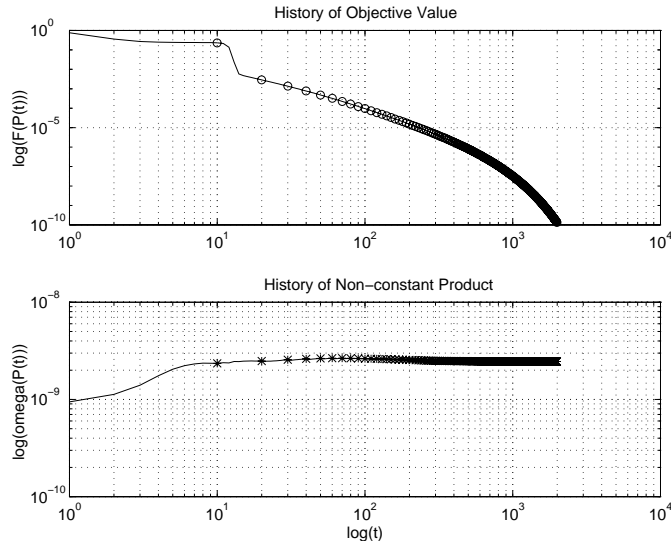 History of Objective Value
log(F(P(t)))
10^0
10^-5
10^-10
10^0 10^1 10^2 10^3 10^4
History of Non-constant Product
log(omega(P(t)))
10^-8
10^-9
10^-10
10^0 10^1 10^2 10^3 10^4
log(t)